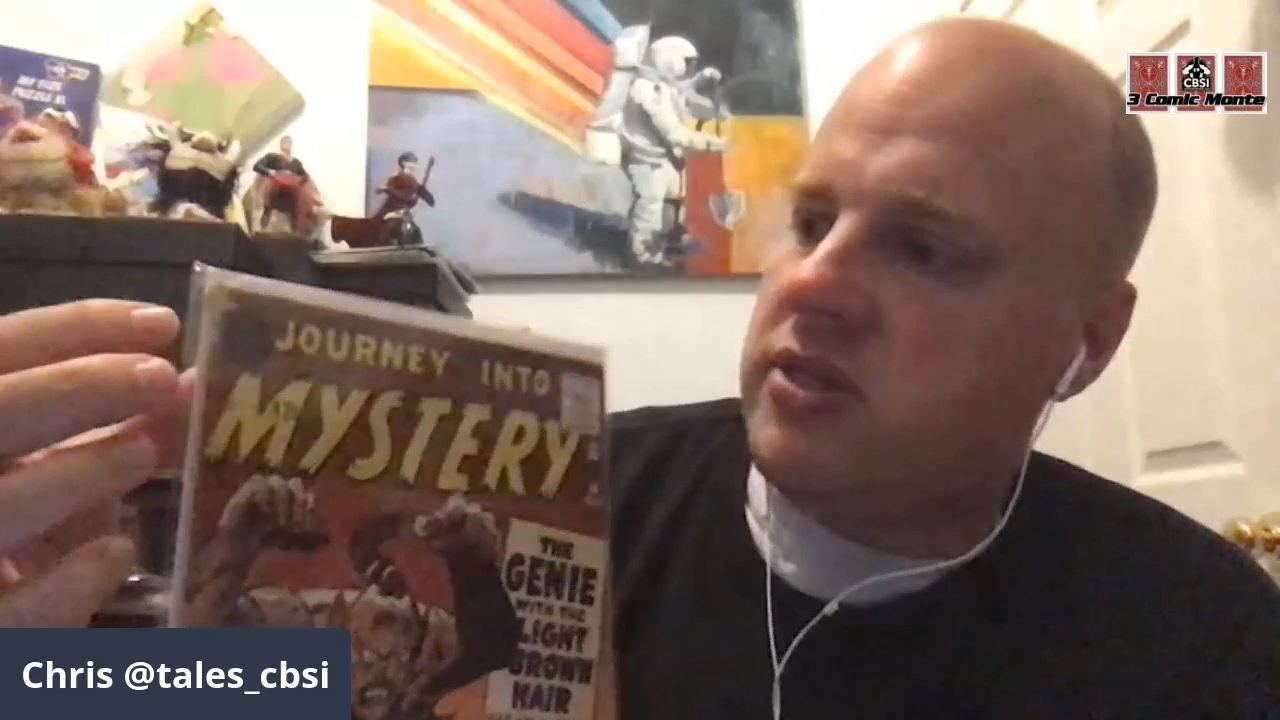 CBSI
3 Comic Monte
JOURNEY INTO
MYSTERY
THE
GENIE
WITH THE
LIGHT
BROWN
HAIR
Chris @tales_cbsi